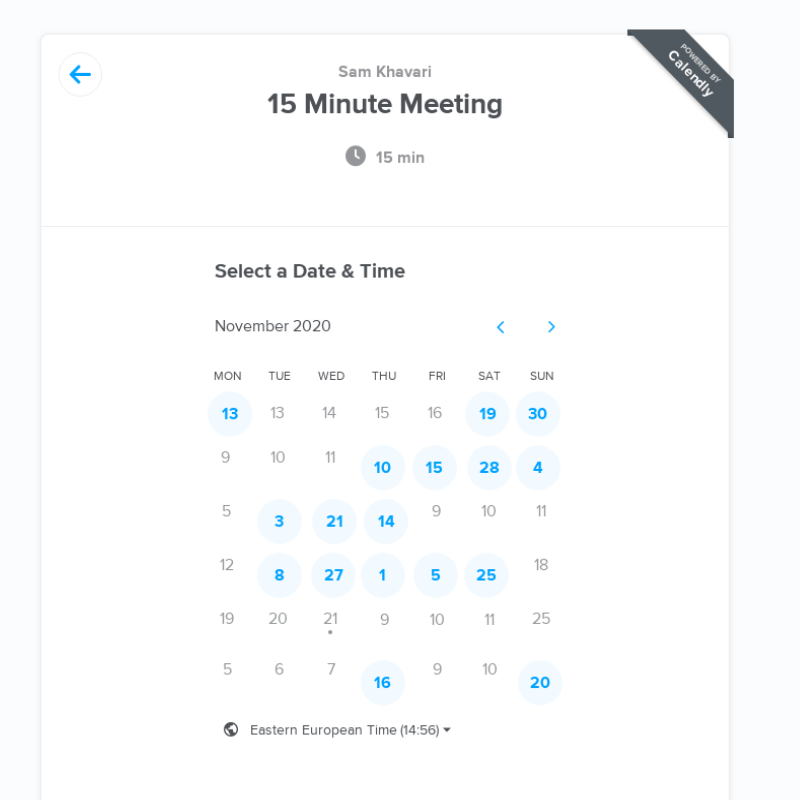 POWERED BY
Calendly
Sam Khavari
15 Minute Meeting
15 min
Select a Date & Time
November 2020
MON TUE WED THU FRI SAT SUN
13 13 14 15 16 19 30
9 10 11 10 15 28 4
5 3 21 14 9 10 11
12 8 27 1 5 25 18
19 20 21 9 10 11 25
5 6 7 16 9 10 20
Eastern European Time (14:56)